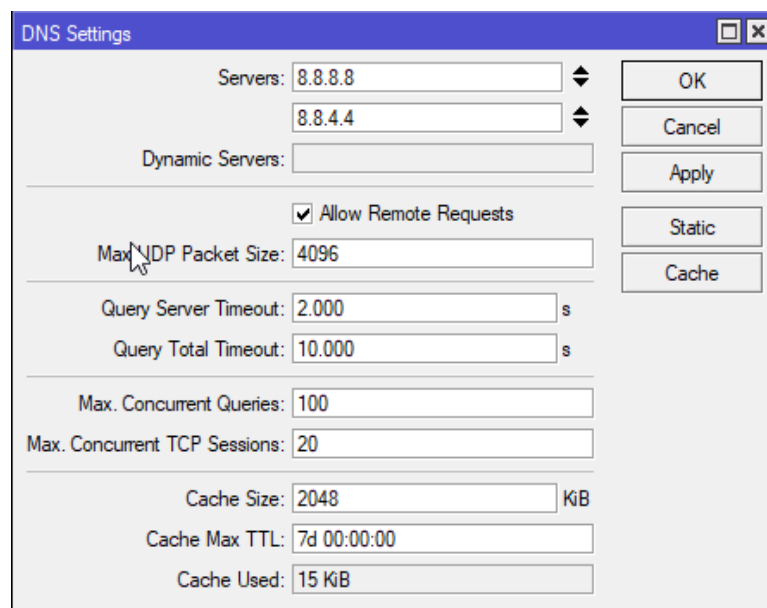 DNS Settings
Servers: 8.8.8.8
8.8.4.4
Dynamic Servers:
Allow Remote Requests
Max UDP Packet Size: 4096
Query Server Timeout: 2.000 s
Query Total Timeout: 10.000 s
Max. Concurrent Queries: 100
Max. Concurrent TCP Sessions: 20
Cache Size: 2048 KiB
Cache Max TTL: 7d 00:00:00
Cache Used: 15 KiB
OK
Cancel
Apply
Static
Cache